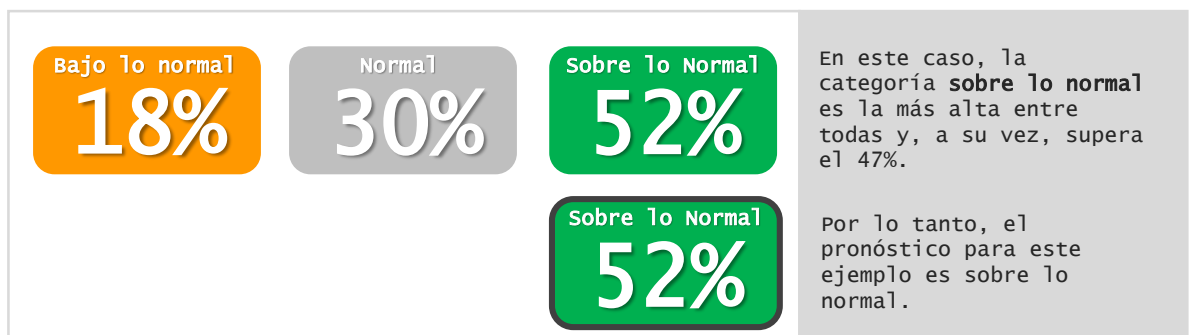 Bajo lo normal
18%
Normal
30%
Sobre lo Normal
52%
Sobre lo Normal
52%
En este caso, la
categoría sobre lo normal
es la más alta entre
todas y, a su vez, supera
el 47%.
Por lo tanto, el
pronóstico para este
ejemplo es sobre lo
normal.